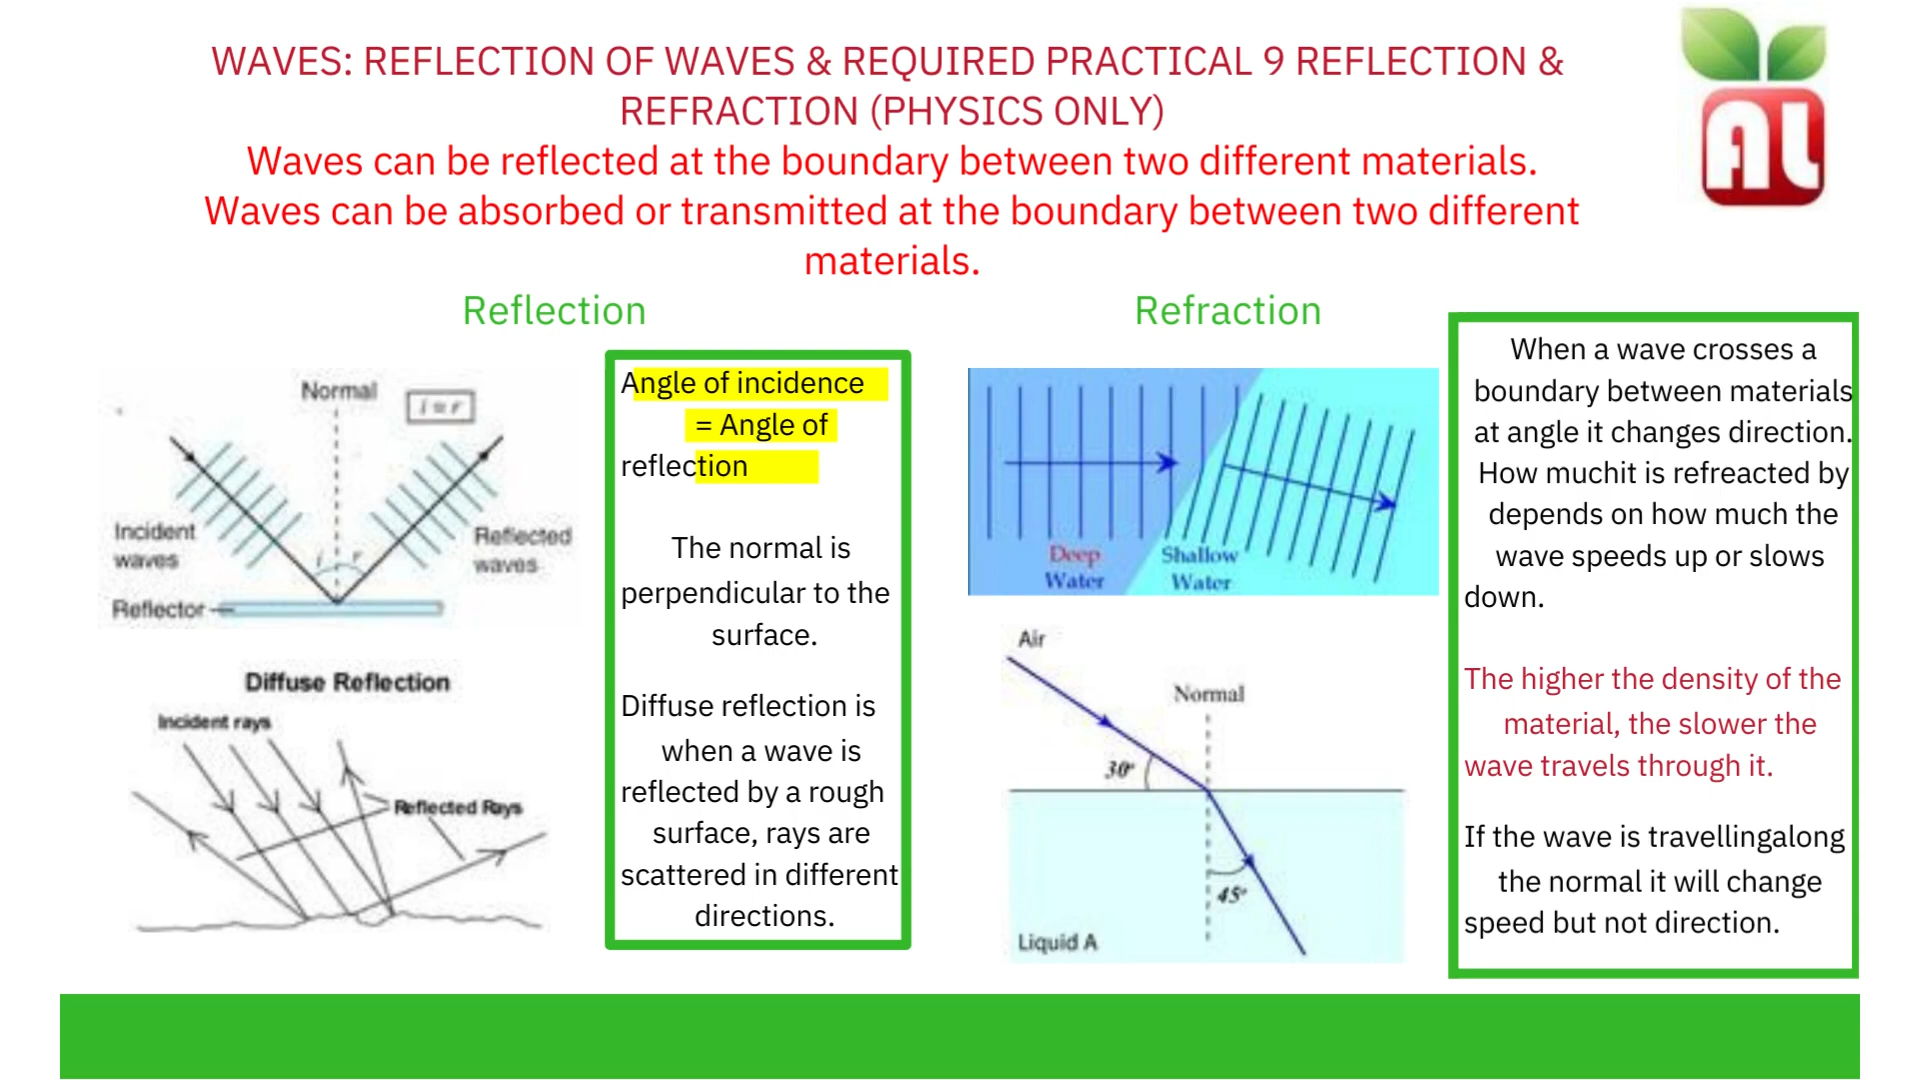 WAVES: REFLECTION OF WAVES & REQUIRED PRACTICAL 9 REFLECTION &
REFRACTION (PHYSICS ONLY)
Waves can be reflected at the boundary between two different materials.
Waves can be absorbed or transmitted at the boundary between two different
materials.
AL
Reflection
Normal
i = r
Incident
waves
i r
Reflected
waves
Reflector
Diffuse Reflection
Incident rays
Reflected Rays
Angle of incidence
= Angle of
reflection
The normal is
perpendicular to the
surface.
Diffuse reflection is
when a wave is
reflected by a rough
surface, rays are
scattered in different
directions.
Refraction
Deep
Water
Shallow
Water
Air
Normal
30°
45°
Liquid A
When a wave crosses a
boundary between materials
at angle it changes direction.
How muchit is refreacted by
depends on how much the
wave speeds up or slows
down.
The higher the density of the
material, the slower the
wave travels through it.
If the wave is travellingalong
the normal it will change
speed but not direction.